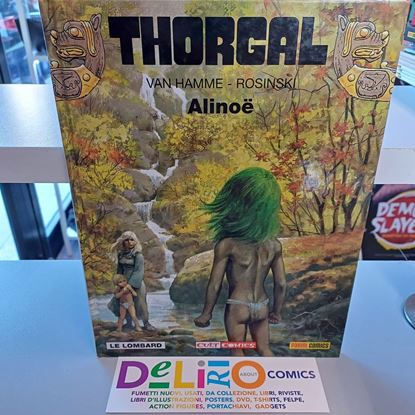 THORGAL
VAN HAMME - ROSINSKI
Alinoë
LE LOMBARD
CULT COMICS
PANINI COMICS
DELIRIO ABOUT COMICS
FUMETTI NUOVI, USATI, DA COLLEZIONE, LIBRI, RIVISTE,
LIBRI D'ILLUSTRAZIONI, POSTERS, DVD, T-SHIRTS, FELPE,
ACTION FIGURES, PORTACHIAVI, GADGETS
DEMON
SLAYER